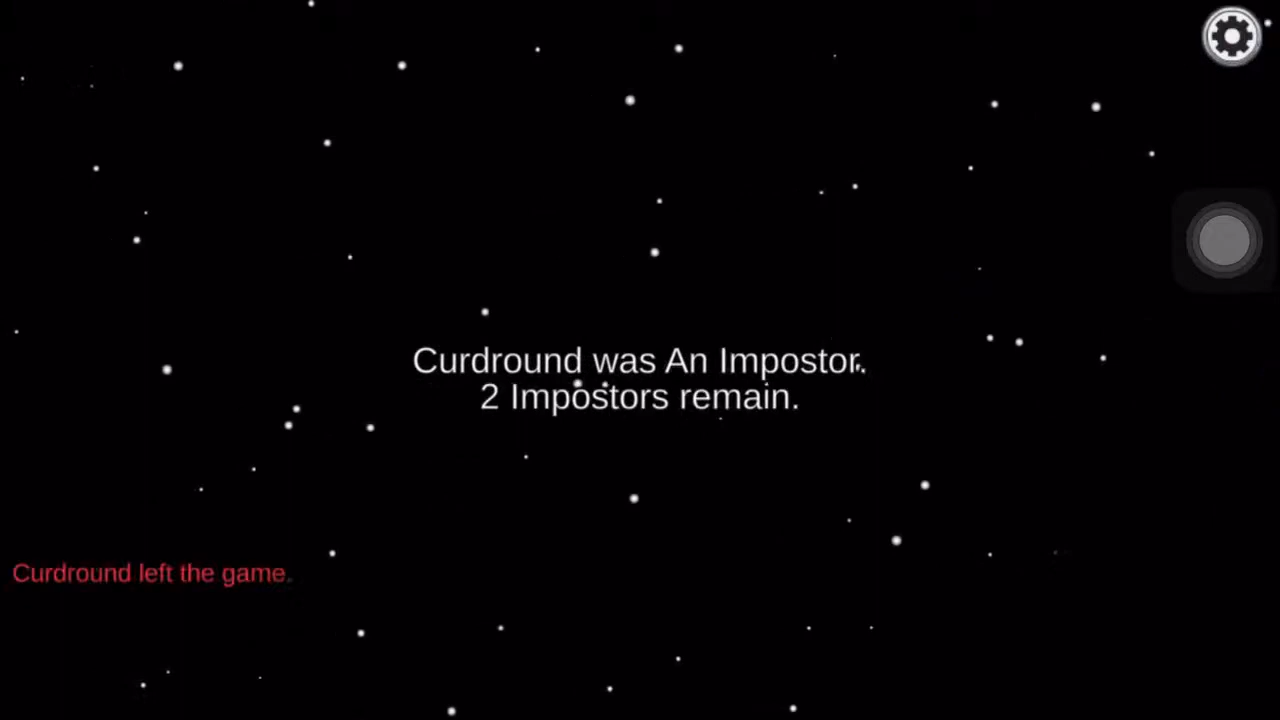 Curdround was An Impostor.
2 Impostors remain.
Curdround left the game.